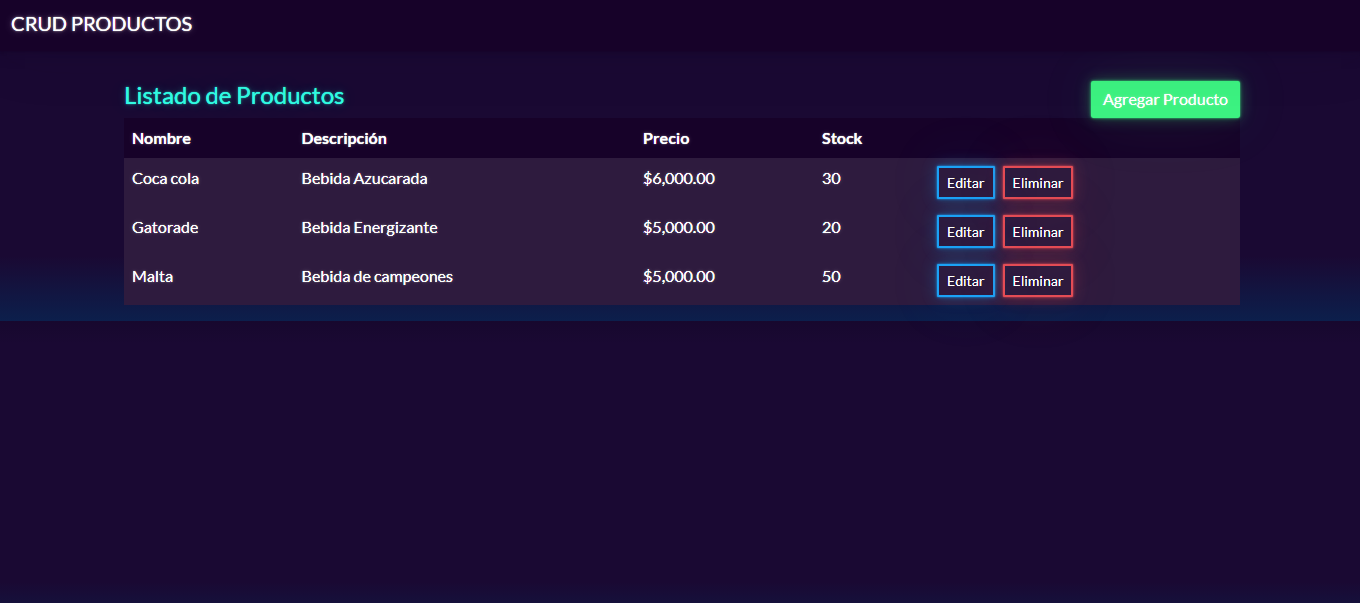 CRUD PRODUCTOS
Listado de Productos
Agregar Producto
Nombre Descripción Precio Stock
Coca cola Bebida Azucarada $6,000.00 30 Editar Eliminar
Gatorade Bebida Energizante $5,000.00 20 Editar Eliminar
Malta Bebida de campeones $5,000.00 50 Editar Eliminar